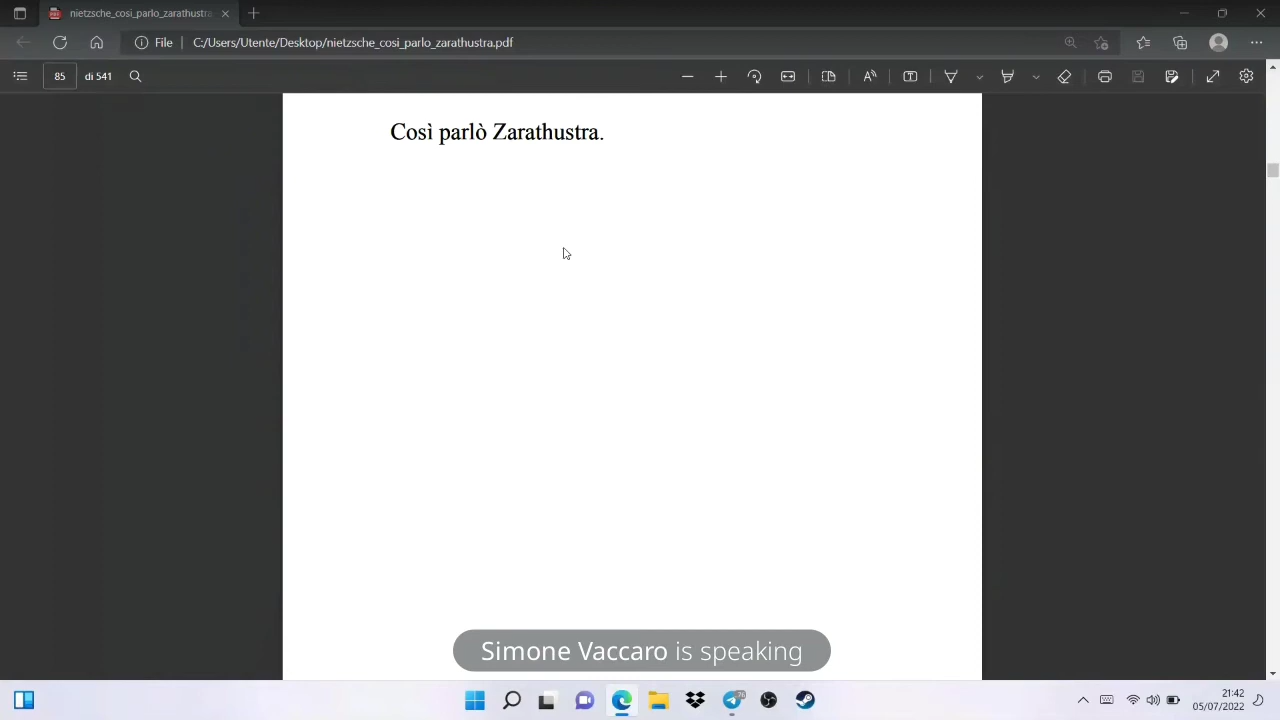 nietzsche_cosi_parlo_zarathustra
File
C:/Users/Utente/Desktop/nietzsche_cosi_parlo_zarathustra.pdf
85
di 541
Così parlò Zarathustra.
Simone Vaccaro is speaking
21:42
05/07/2022